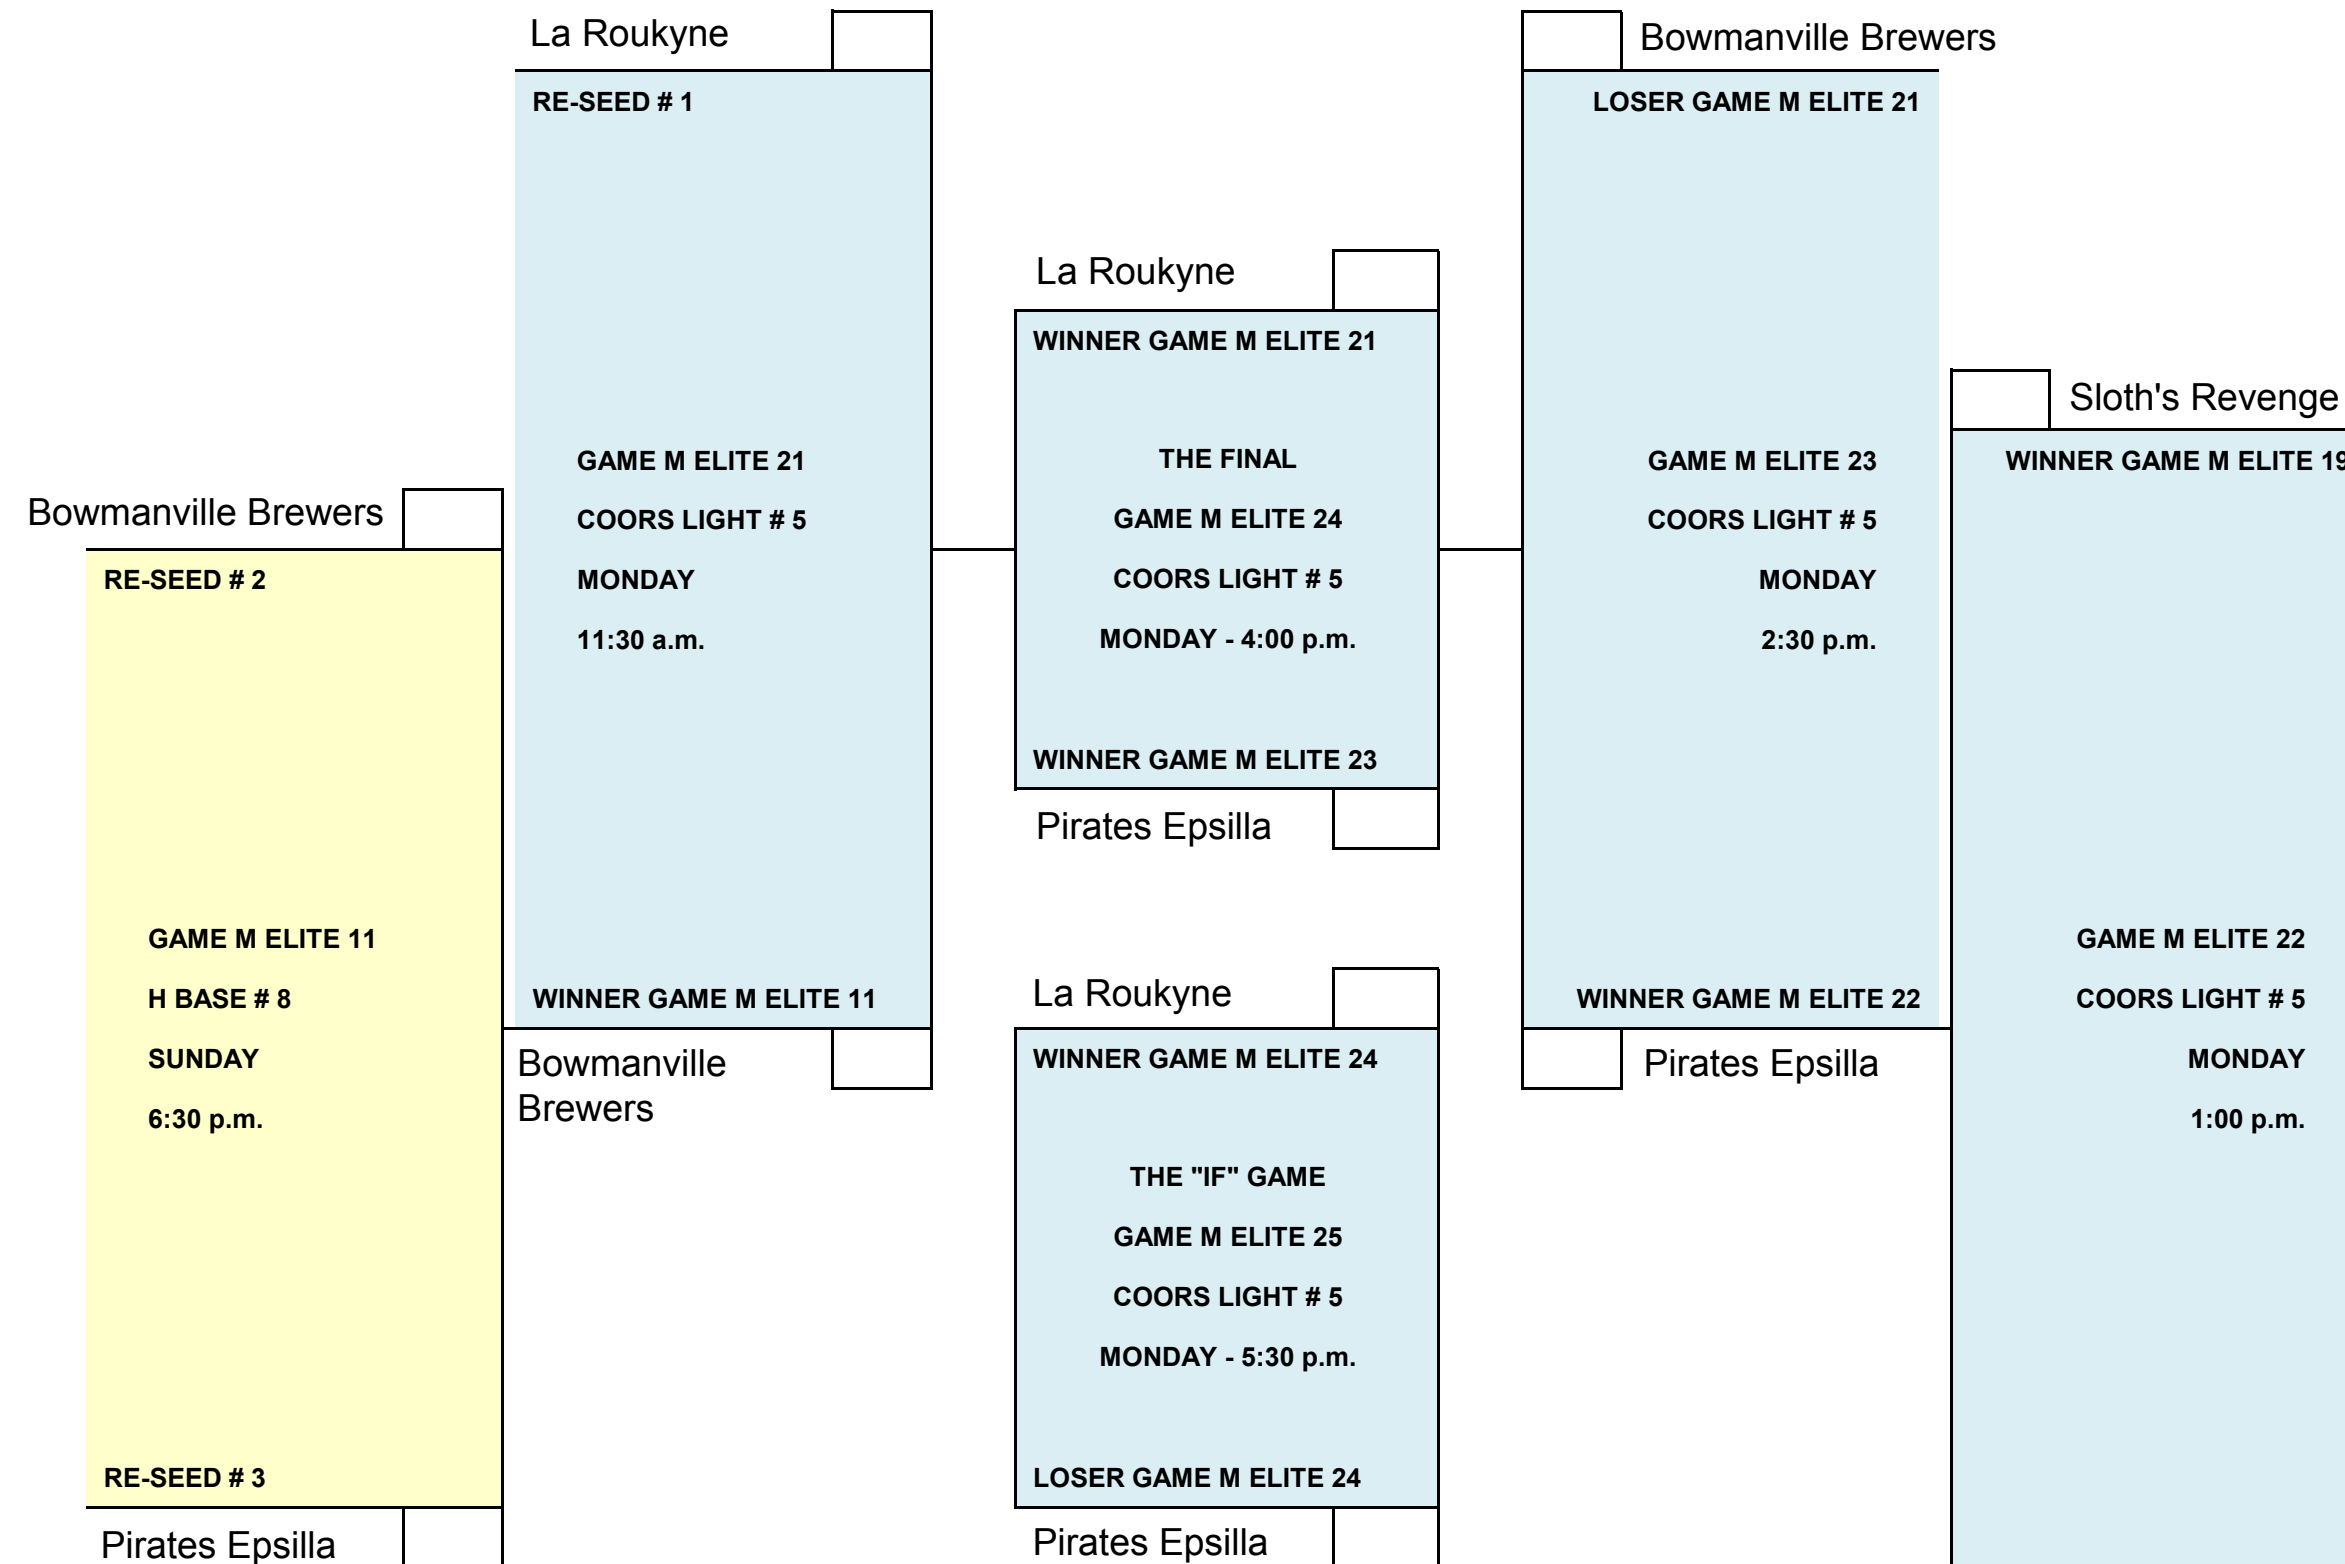 La Roukyne
RE-SEED # 1
GAME M ELITE 21
COORS LIGHT # 5
MONDAY
11:30 a.m.
WINNER GAME M ELITE 11
Bowmanville
Brewers
Bowmanville Brewers
RE-SEED # 2
GAME M ELITE 11
H BASE # 8
SUNDAY
6:30 p.m.
RE-SEED # 3
Pirates Epsilla
La Roukyne
WINNER GAME M ELITE 21
THE FINAL
GAME M ELITE 24
COORS LIGHT # 5
MONDAY - 4:00 p.m.
WINNER GAME M ELITE 23
Pirates Epsilla
La Roukyne
WINNER GAME M ELITE 24
THE "IF" GAME
GAME M ELITE 25
COORS LIGHT # 5
MONDAY - 5:30 p.m.
LOSER GAME M ELITE 24
Pirates Epsilla
Bowmanville Brewers
LOSER GAME M ELITE 21
GAME M ELITE 23
COORS LIGHT # 5
MONDAY
2:30 p.m.
WINNER GAME M ELITE 22
Pirates Epsilla
Sloth's Revenge
WINNER GAME M ELITE 19
GAME M ELITE 22
COORS LIGHT # 5
MONDAY
1:00 p.m.